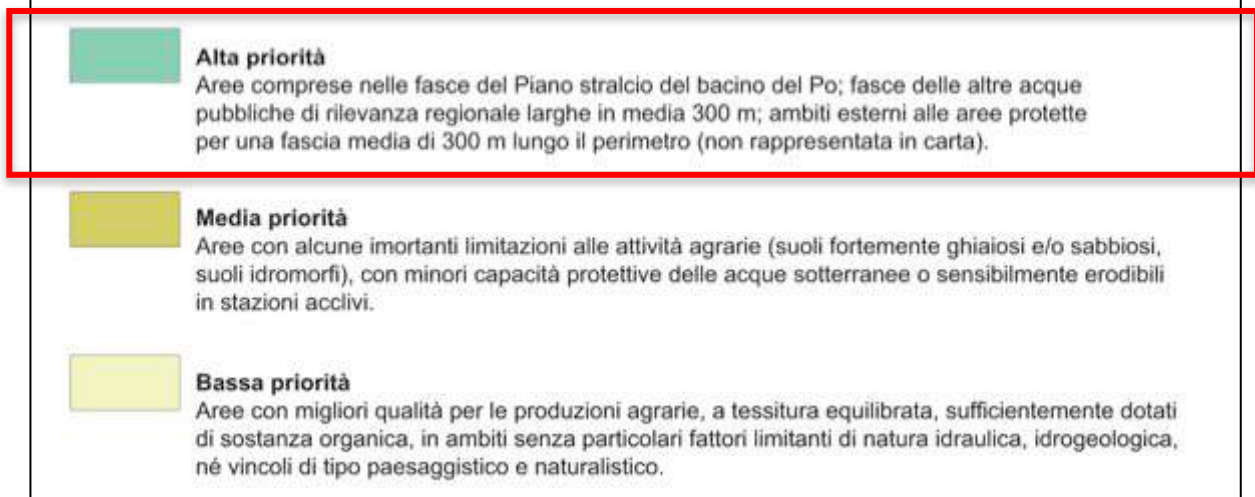 Alta priorità
Aree comprese nelle fasce del Piano stralcio del bacino del Po; fasce delle altre acque
pubbliche di rilevanza regionale larghe in media 300 m; ambiti esterni alle aree protette
per una fascia media di 300 m lungo il perimetro (non rappresentata in carta).
Media priorità
Aree con alcune imortanti limitazioni alle attività agrarie (suoli fortemente ghiaiosi e/o sabbiosi,
suoli idromorfi), con minori capacità protettive delle acque sotterranee o sensibilmente erodibili
in stazioni acclivi.
Bassa priorità
Aree con migliori qualità per le produzioni agrarie, a tessitura equilibrata, sufficientemente dotati
di sostanza organica, in ambiti senza particolari fattori limitanti di natura idraulica, idrogeologica,
né vincoli di tipo paesaggistico e naturalistico.